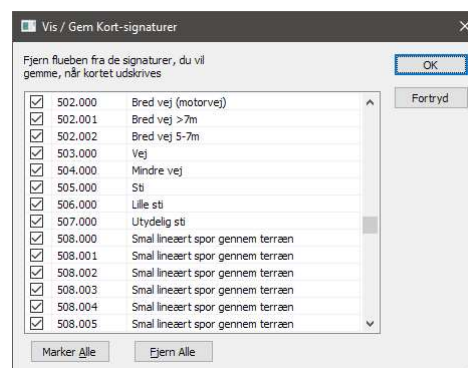 Vis / Gem Kort-signaturer
Fjern flueben fra de signaturer, du vil
gemme, når kortet udskrives
OK
Fortryd
502.000 Bred vej (motorvej)
502.001 Bred vej >7m
502.002 Bred vej 5-7m
503.000 Vej
504.000 Mindre vej
505.000 Sti
506.000 Lille sti
507.000 Utydelig sti
508.000 Smal lineært spor gennem terræn
508.001 Smal lineært spor gennem terræn
508.002 Smal lineært spor gennem terræn
508.003 Smal lineært spor gennem terræn
508.004 Smal lineært spor gennem terræn
508.005 Smal lineært spor gennem terræn
Marker Alle
Fjern Alle